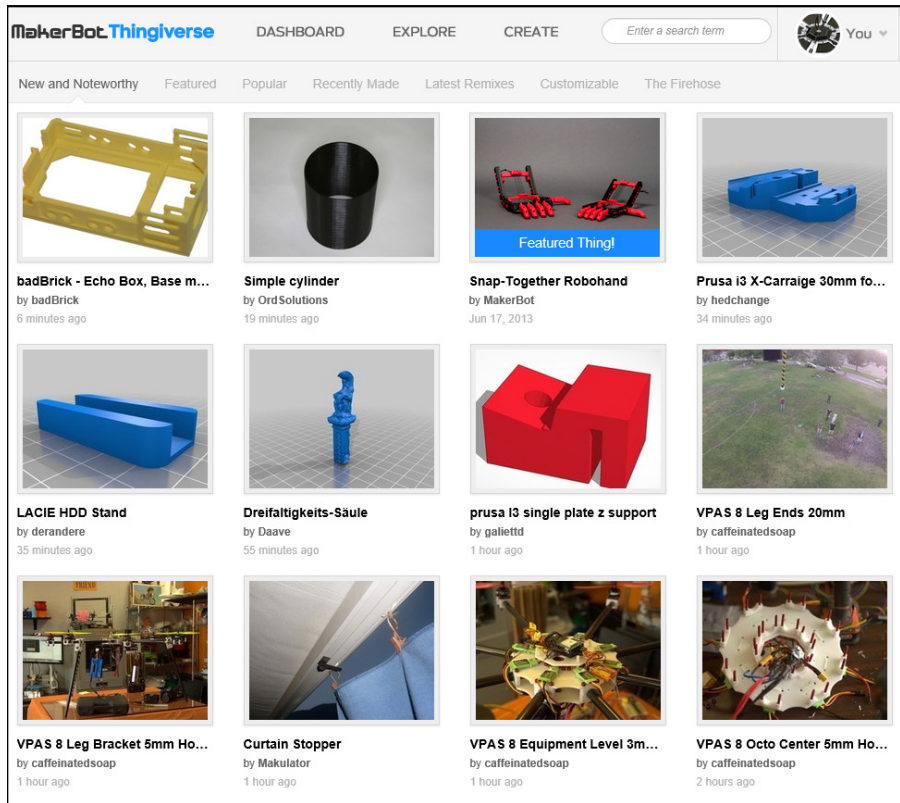 MakerBot Thingiverse
DASHBOARD EXPLORE CREATE Enter a search term You
New and Noteworthy Featured Popular Recently Made Latest Remixes Customizable The Firehose
Featured Thing!
badBrick - Echo Box, Base m... Simple cylinder Snap-Together Robohand Prusa i3 X-Carraige 30mm fo...
by badBrick by OrdSolutions by MakerBot by hedchange
6 minutes ago 19 minutes ago Jun 17, 2013 34 minutes ago
LACIE HDD Stand Dreifaltigkeits-Säule prusa I3 single plate z support VPAS 8 Leg Ends 20mm
by derandere by Daave by galiettd by caffeinatedsoap
35 minutes ago 55 minutes ago 1 hour ago 1 hour ago
VPAS 8 Leg Bracket 5mm Ho... Curtain Stopper VPAS 8 Equipment Level 3m... VPAS 8 Octo Center 5mm Ho...
by caffeinatedsoap by Makulator by caffeinatedsoap by caffeinatedsoap
1 hour ago 1 hour ago 1 hour ago 2 hours ago